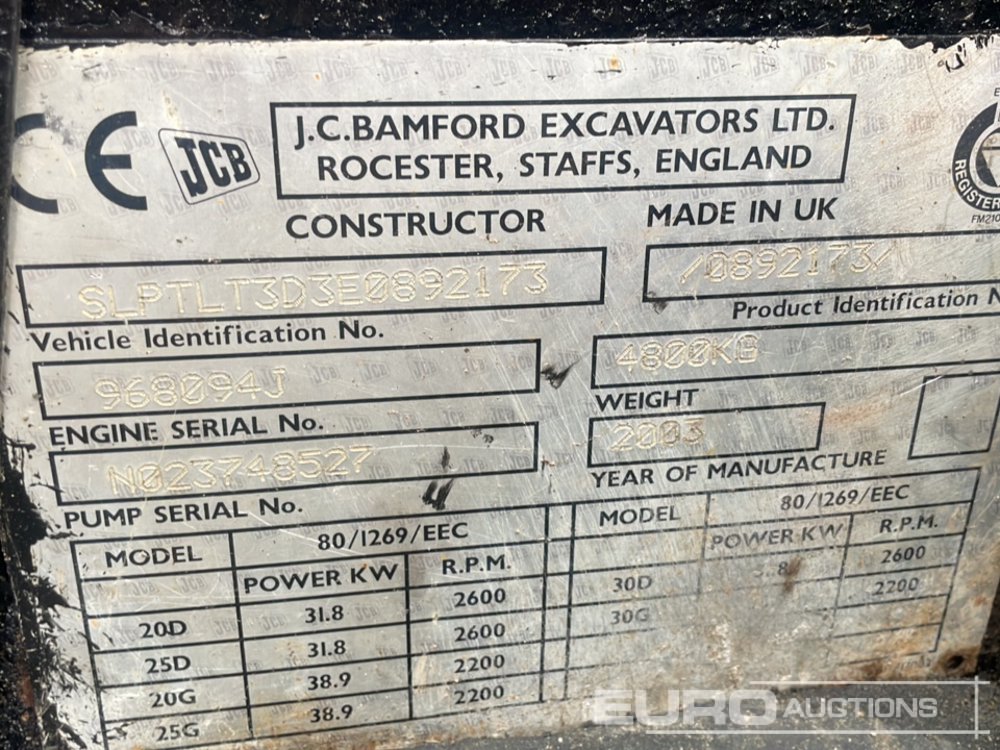 CE JCB
J.C.BAMFORD EXCAVATORS LTD.
ROCESTER, STAFFS, ENGLAND
CONSTRUCTOR MADE IN UK
SLPTLT3D3E0892173 /0892173/
Vehicle Identification No. Product Identification
968094J 4800KG
ENGINE SERIAL No. WEIGHT
N023748527 2003
PUMP SERIAL No. YEAR OF MANUFACTURE
MODEL 80/1269/EEC MODEL 80/1269/EEC
POWER KW R.P.M. POWER KW R.P.M.
20D 31.8 2600 30D 2600
25D 31.8 2600 30G 2200
20G 38.9 2200
25G 38.9 2200
EURO AUCTIONS